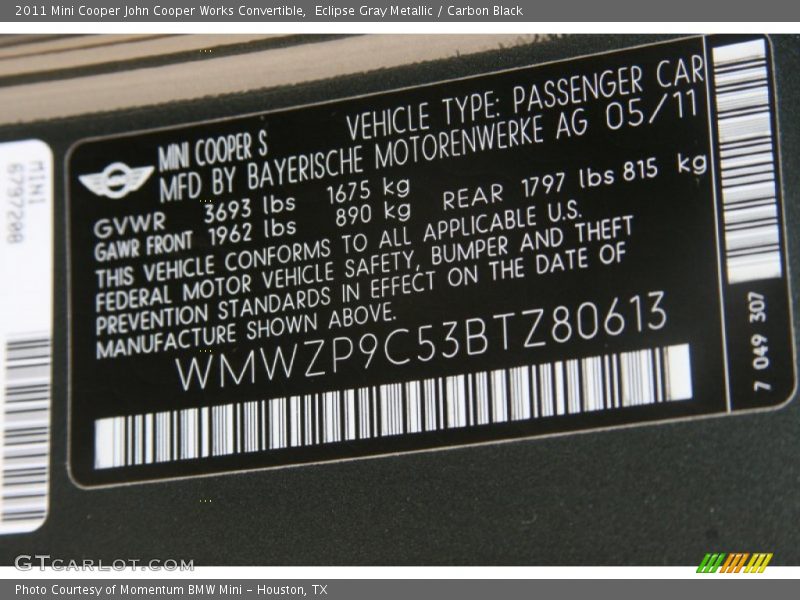 2011 Mini Cooper John Cooper Works Convertible, Eclipse Gray Metallic / Carbon Black
MINI
6797208
MINI COOPER S
VEHICLE TYPE: PASSENGER CAR
MFD BY BAYERISCHE MOTORENWERKE AG 05/11
GVWR 3693 lbs 1675 kg
GAWR FRONT 1962 lbs 890 kg REAR 1797 lbs 815 kg
THIS VEHICLE CONFORMS TO ALL APPLICABLE U.S.
FEDERAL MOTOR VEHICLE SAFETY, BUMPER AND THEFT
PREVENTION STANDARDS IN EFFECT ON THE DATE OF
MANUFACTURE SHOWN ABOVE.
WMWZP9C53BTZ80613
7 049 307
GTCARLOT.COM
Photo Courtesy of Momentum BMW Mini - Houston, TX